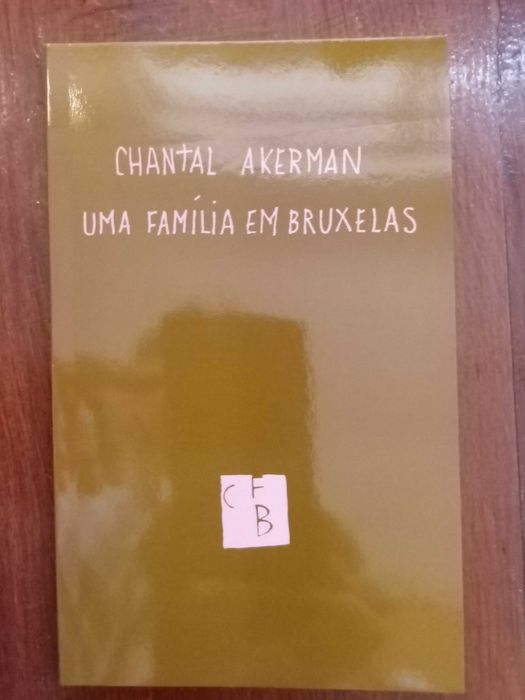 CHANTAL AKERMAN
UMA FAMÍLIA EM BRUXELAS
C F
B